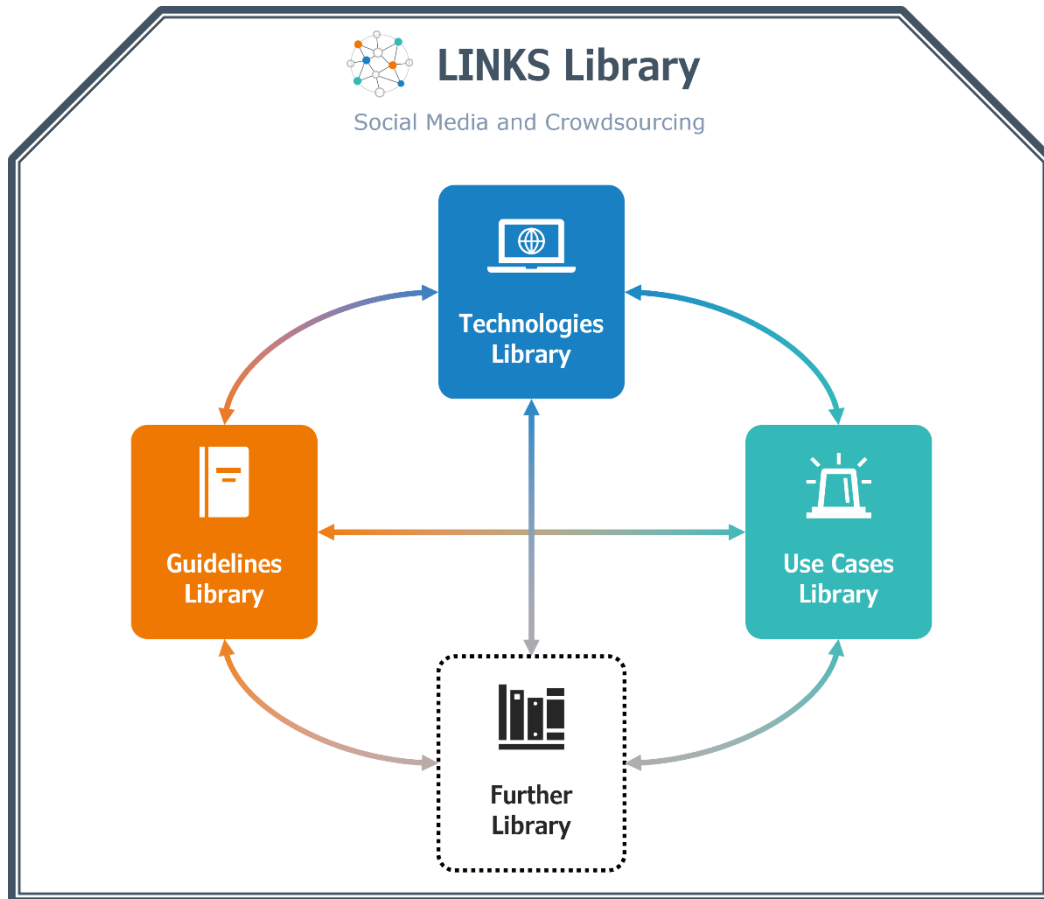 LINKS Library
Social Media and Crowdsourcing
Technologies
Library
Guidelines
Library
Use Cases
Library
Further
Library